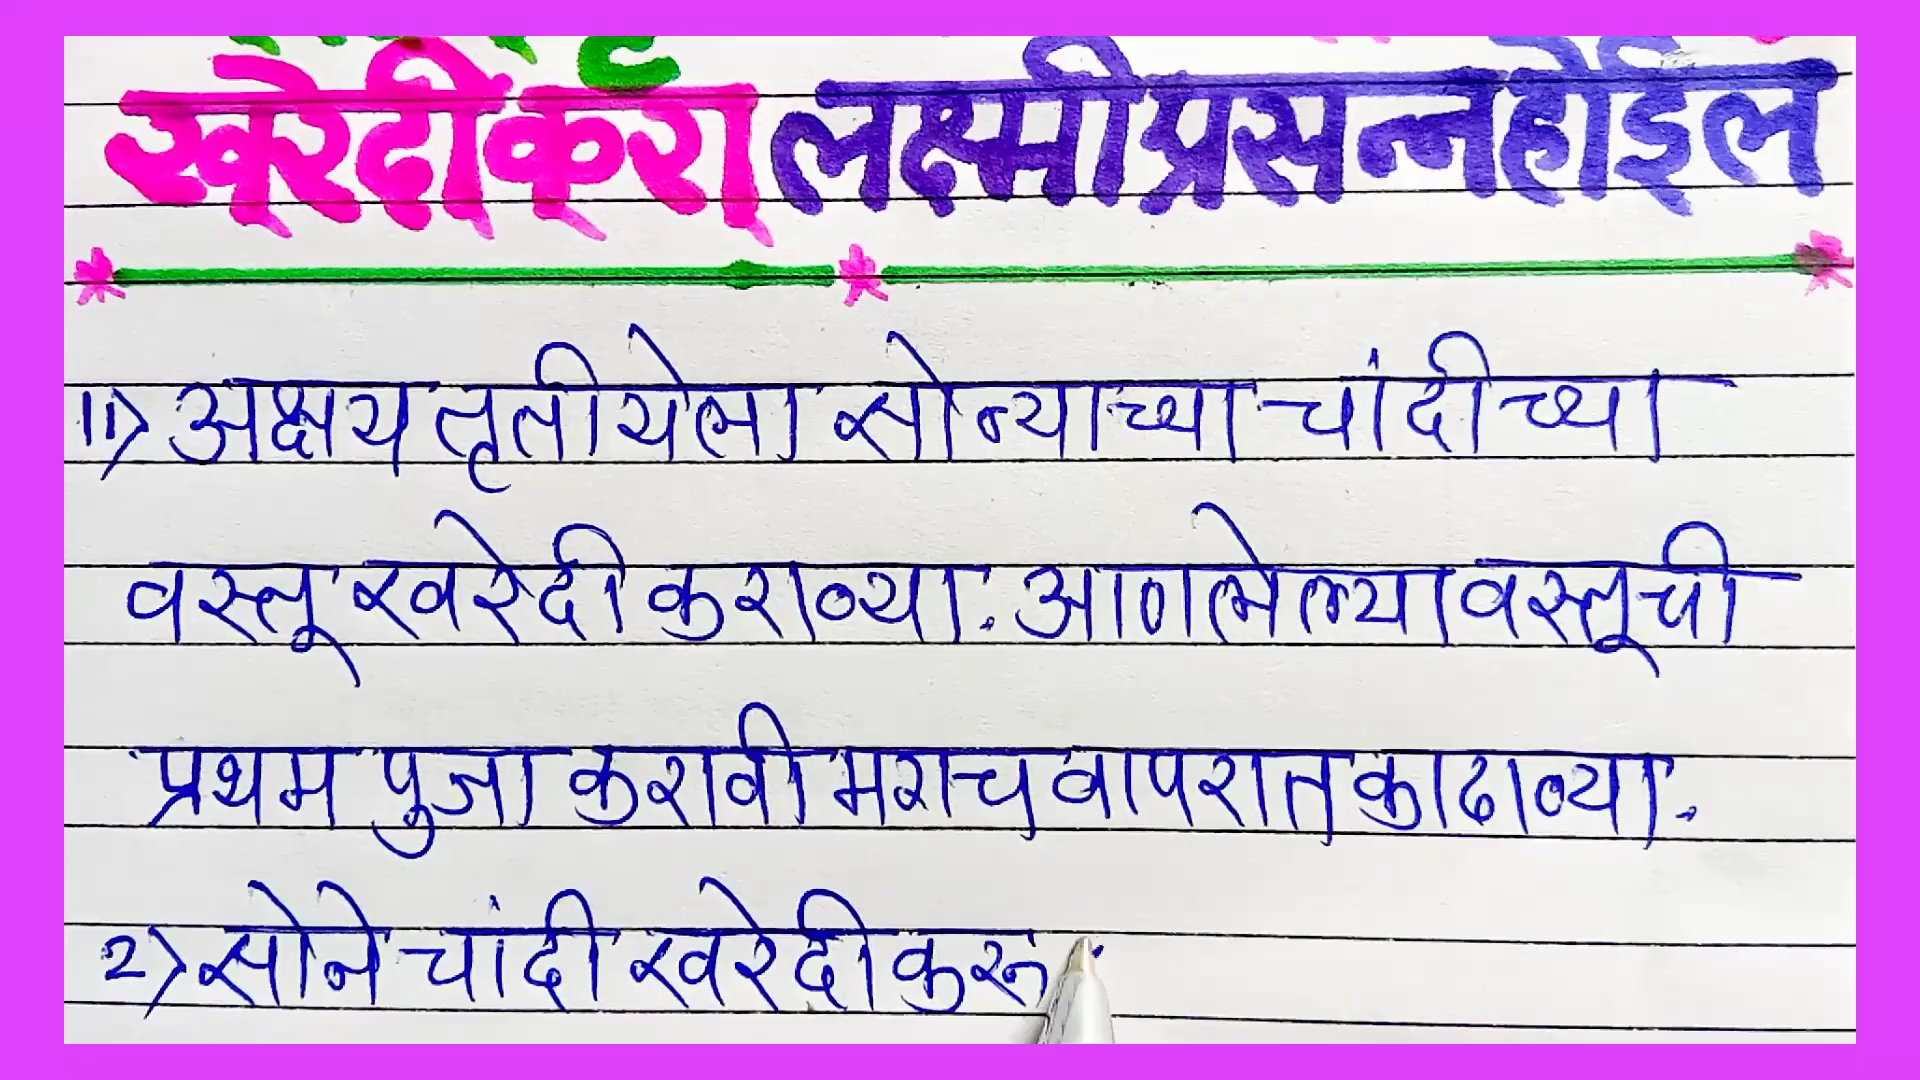 खरेदी करा लक्ष्मी प्रसन्न होईल
11) अक्षय तृतीयेला सोन्याच्या चांदीच्या
वस्तू खरेदी कराव्या. आणलेल्या वस्तूची
प्रथम पुजा करावी मगच वापरात काढाव्या.
2) सोने चांदी खरेदी करू